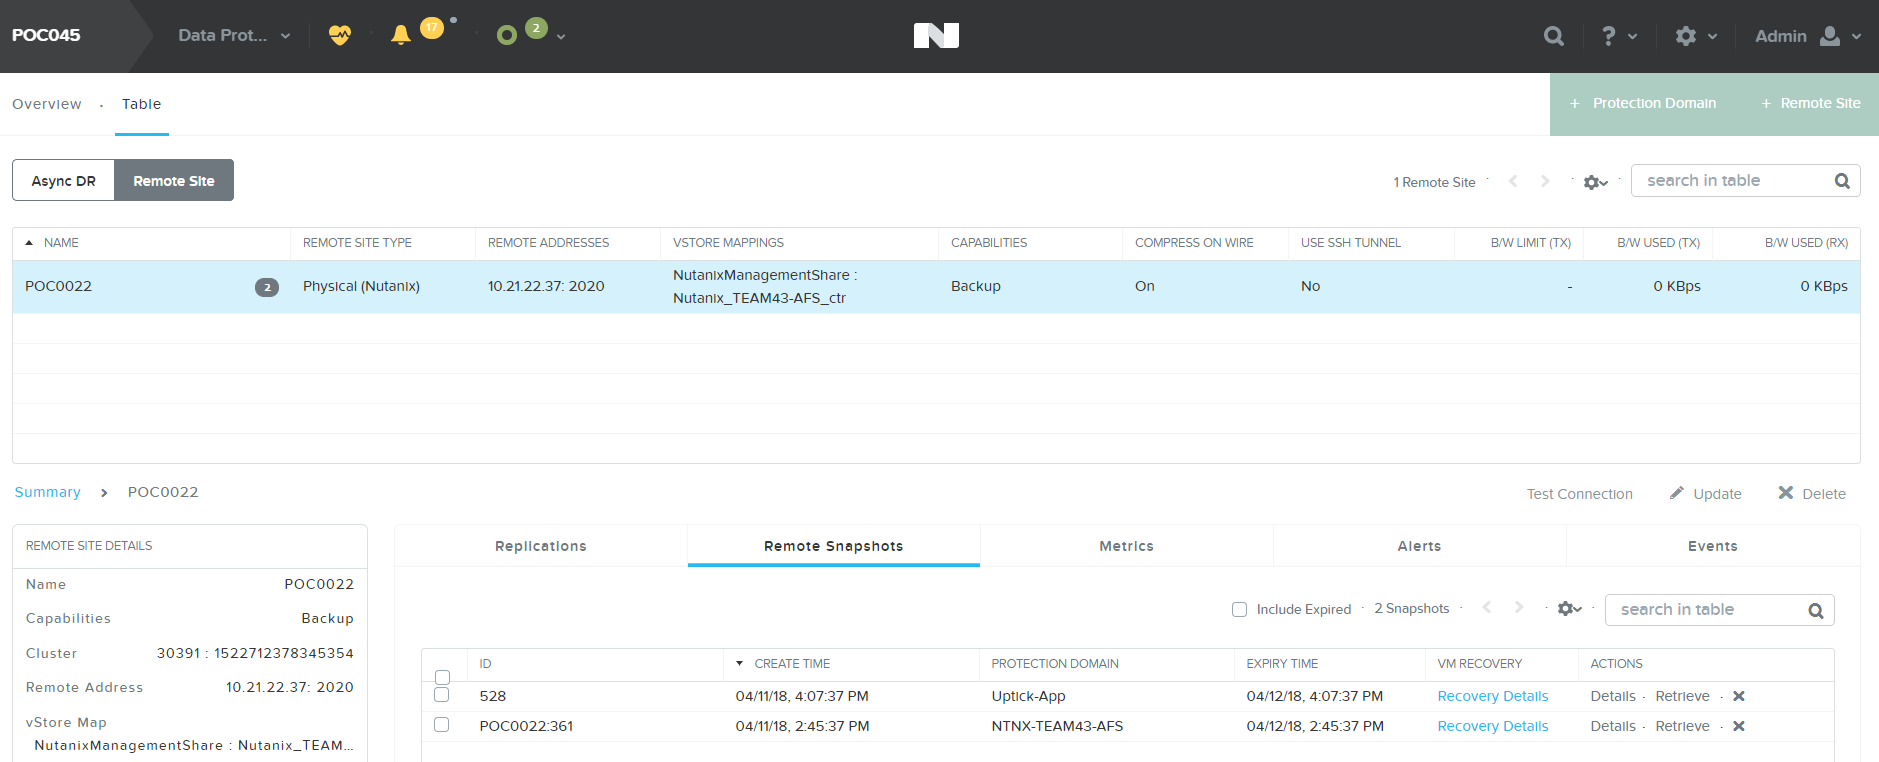 POC045 Data Prot... 17 2 Admin
Overview · Table + Protection Domain + Remote Site
Async DR Remote Site 1 Remote Site search in table
NAME REMOTE SITE TYPE REMOTE ADDRESSES VSTORE MAPPINGS CAPABILITIES COMPRESS ON WIRE USE SSH TUNNEL B/W LIMIT (TX) B/W USED (TX) B/W USED (RX)
POC0022 2 Physical (Nutanix) 10.21.22.37: 2020 NutanixManagementShare : Backup On No - 0 KBps 0 KBps
Nutanix_TEAM43-AFS_ctr
Summary > POC0022 Test Connection Update Delete
REMOTE SITE DETAILS
Name POC0022
Capabilities Backup
Cluster 30391 : 1522712378345354
Remote Address 10.21.22.37: 2020
vStore Map
NutanixManagementShare : Nutanix_TEAM...
Replications Remote Snapshots Metrics Alerts Events
Include Expired · 2 Snapshots · search in table
ID CREATE TIME PROTECTION DOMAIN EXPIRY TIME VM RECOVERY ACTIONS
528 04/11/18, 4:07:37 PM Uptick-App 04/12/18, 4:07:37 PM Recovery Details Details · Retrieve ·
POC0022:361 04/11/18, 2:45:37 PM NTNX-TEAM43-AFS 04/12/18, 2:45:37 PM Recovery Details Details · Retrieve ·